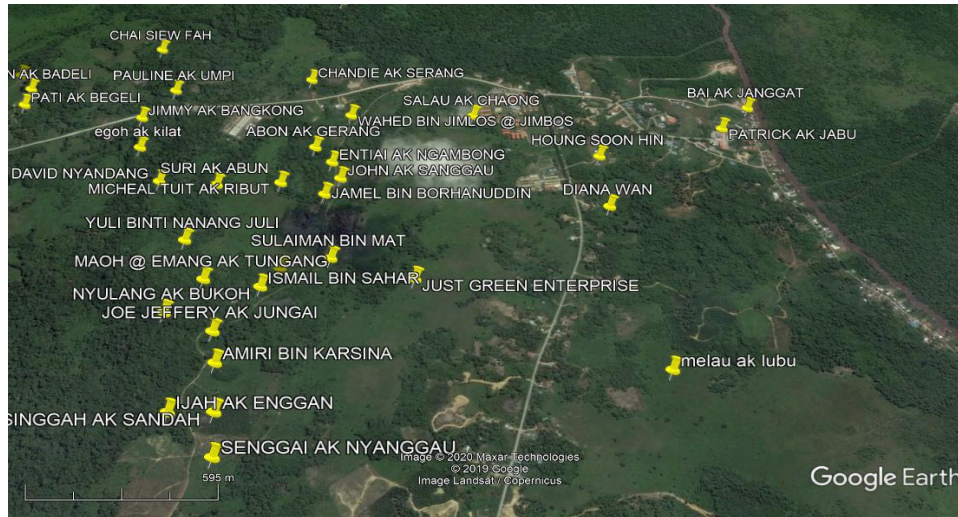 CHAI SIEW FAH
N AK BADELI
PAULINE AK UMPI
CHANDIE AK SERANG
PATI AK BEGELI
JIMMY AK BANGKONG
SALAU AK CHAONG
BAI AK JANGGAT
WAHED BIN JIMLOS @ JIMBOS
egoh ak kilat
ABON AK GERANG
HOUNG SOON HIN
PATRICK AK JABU
ENTIAI AK NGAMBONG
DAVID NYANDANG
SURI AK ABUN
JOHN AK SANGGAU
MICHEAL TUIT AK RIBUT
JAMEL BIN BORHANUDDIN
DIANA WAN
YULI BINTI NANANG JULI
SULAIMAN BIN MAT
MAOH @ EMANG AK TUNGANG
ISMAIL BIN SAHAR
JUST GREEN ENTERPRISE
NYULANG AK BUKOH
JOE JEFFERY AK JUNGAI
AMIRI BIN KARSINA
melau ak lubu
IJAH AK ENGGAN
SINGGAH AK SANDAH
SENGGAI AK NYANGGAU
Image © 2020 Maxar Technologies
© 2019 Google
Image Landsat / Copernicus
595 m
Google Earth